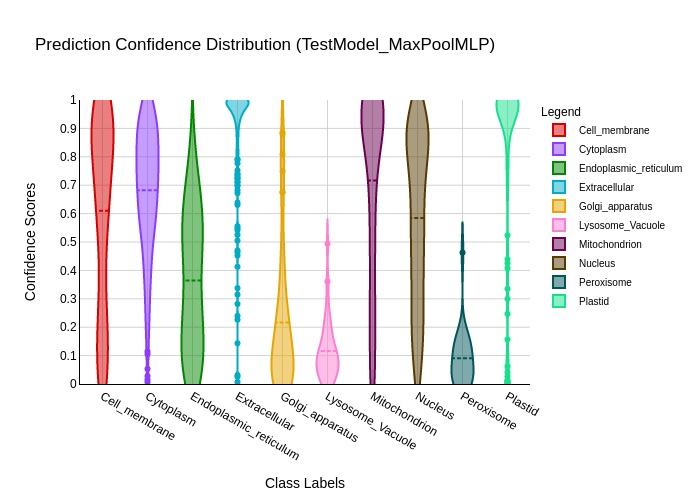 Prediction Confidence Distribution (TestModel_MaxPoolMLP)
Legend
Cell_membrane
Cytoplasm
Endoplasmic_reticulum
Extracellular
Golgi_apparatus
Lysosome_Vacuole
Mitochondrion
Nucleus
Peroxisome
Plastid
Confidence Scores
1
0.9
0.8
0.7
0.6
0.5
0.4
0.3
0.2
0.1
0
Cell_membrane
Cytoplasm
Endoplasmic_reticulum
Extracellular
Golgi_apparatus
Lysosome_Vacuole
Mitochondrion
Nucleus
Peroxisome
Plastid
Class Labels